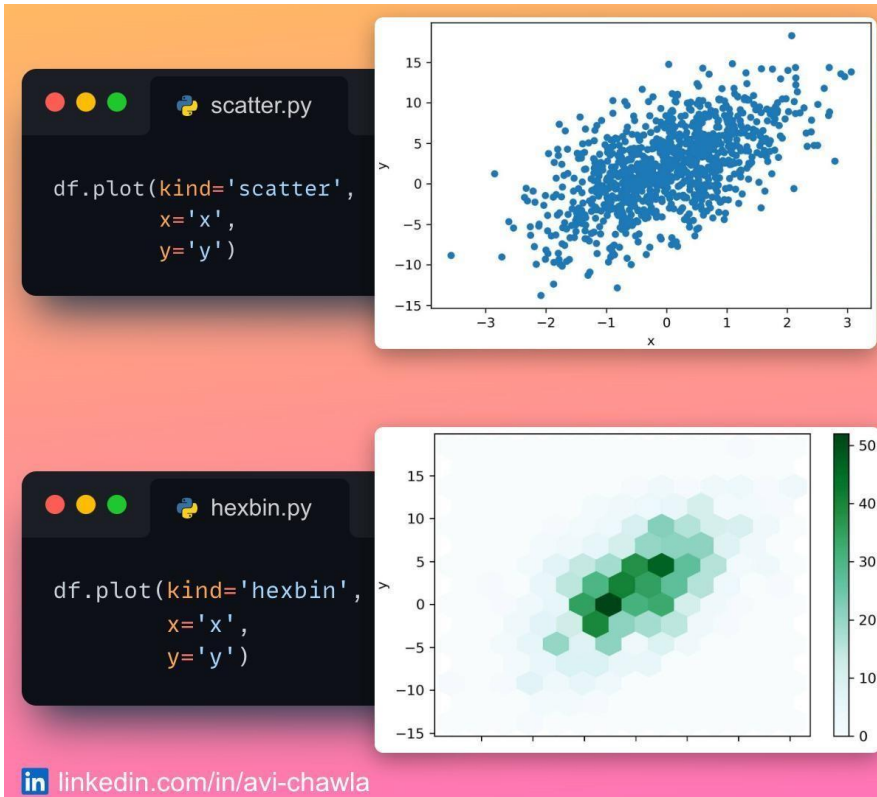 scatter.py
df.plot(kind='scatter',
x='x',
y='y')
15
10
5
0
−5
−10
−15
y
−3 −2 −1 0 1 2 3
x
hexbin.py
df.plot(kind='hexbin',
x='x',
y='y')
15
10
5
0
−5
−10
−15
y
50
40
30
20
10
0
in linkedin.com/in/avi-chawla